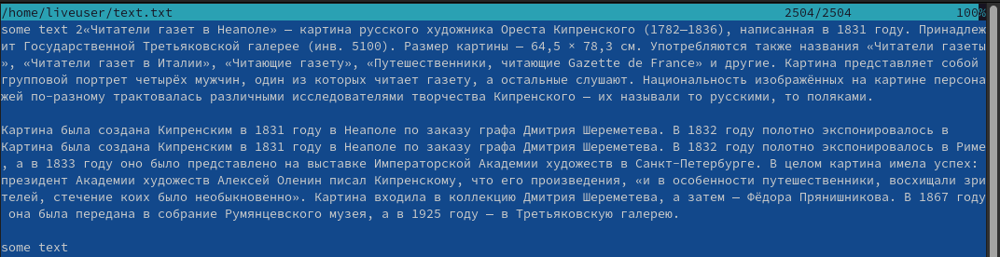 /home/liveuser/text.txt 2504/2504 100%
some text 2«Читатели газет в Неаполе» — картина русского художника Ореста Кипренского (1782—1836), написанная в 1831 году. Принадлеж
ит Государственной Третьяковской галерее (инв. 5100). Размер картины — 64,5 × 78,3 см. Употребляются также названия «Читатели газеты
», «Читатели газет в Италии», «Читающие газету», «Путешественники, читающие Gazette de France» и другие. Картина представляет собой
групповой портрет четырёх мужчин, один из которых читает газету, а остальные слушают. Национальность изображённых на картине персона
жей по-разному трактовалась различными исследователями творчества Кипренского — их называли то русскими, то поляками.

Картина была создана Кипренским в 1831 году в Неаполе по заказу графа Дмитрия Шереметева. В 1832 году полотно экспонировалось в
Картина была создана Кипренским в 1831 году в Неаполе по заказу графа Дмитрия Шереметева. В 1832 году полотно экспонировалось в Риме
, а в 1833 году оно было представлено на выставке Императорской Академии художеств в Санкт-Петербурге. В целом картина имела успех:
президент Академии художеств Алексей Оленин писал Кипренскому, что его произведения, «и в особенности путешественники, восхищали зри
телей, стечение коих было необыкновенно». Картина входила в коллекцию Дмитрия Шереметева, а затем — Фёдора Прянишникова. В 1867 году
она была передана в собрание Румянцевского музея, а в 1925 году — в Третьяковскую галерею.

some text